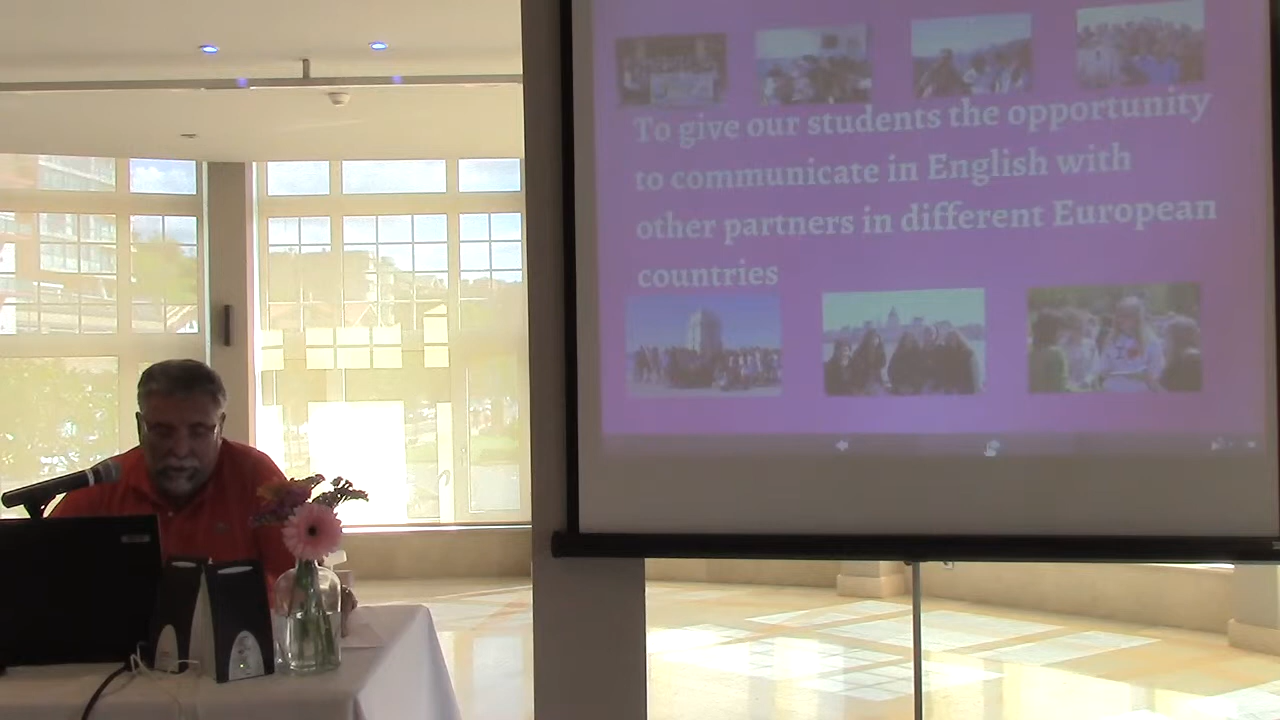 To give our students the opportunity
to communicate in English with
other partners in different European
countries